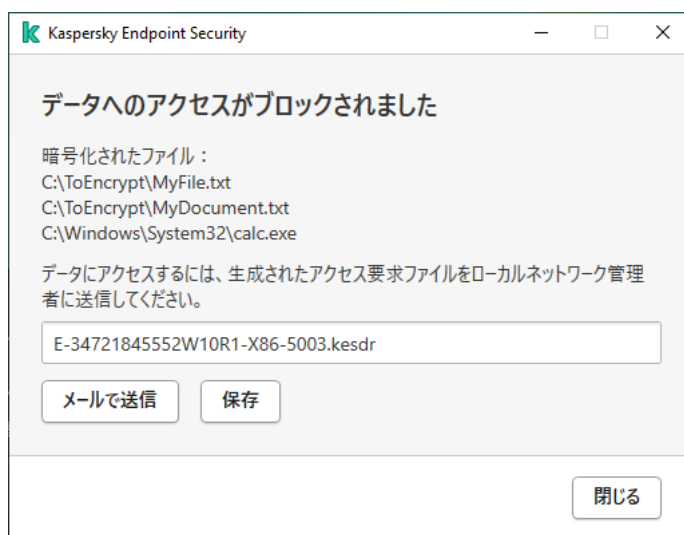 Kaspersky Endpoint Security
データへのアクセスがブロックされました
暗号化されたファイル：
C:\ToEncrypt\MyFile.txt
C:\ToEncrypt\MyDocument.txt
C:\Windows\System32\calc.exe
データにアクセスするには、生成されたアクセス要求ファイルをローカルネットワーク管理
者に送信してください。
E-34721845552W10R1-X86-5003.kesdr
メールで送信 保存
閉じる